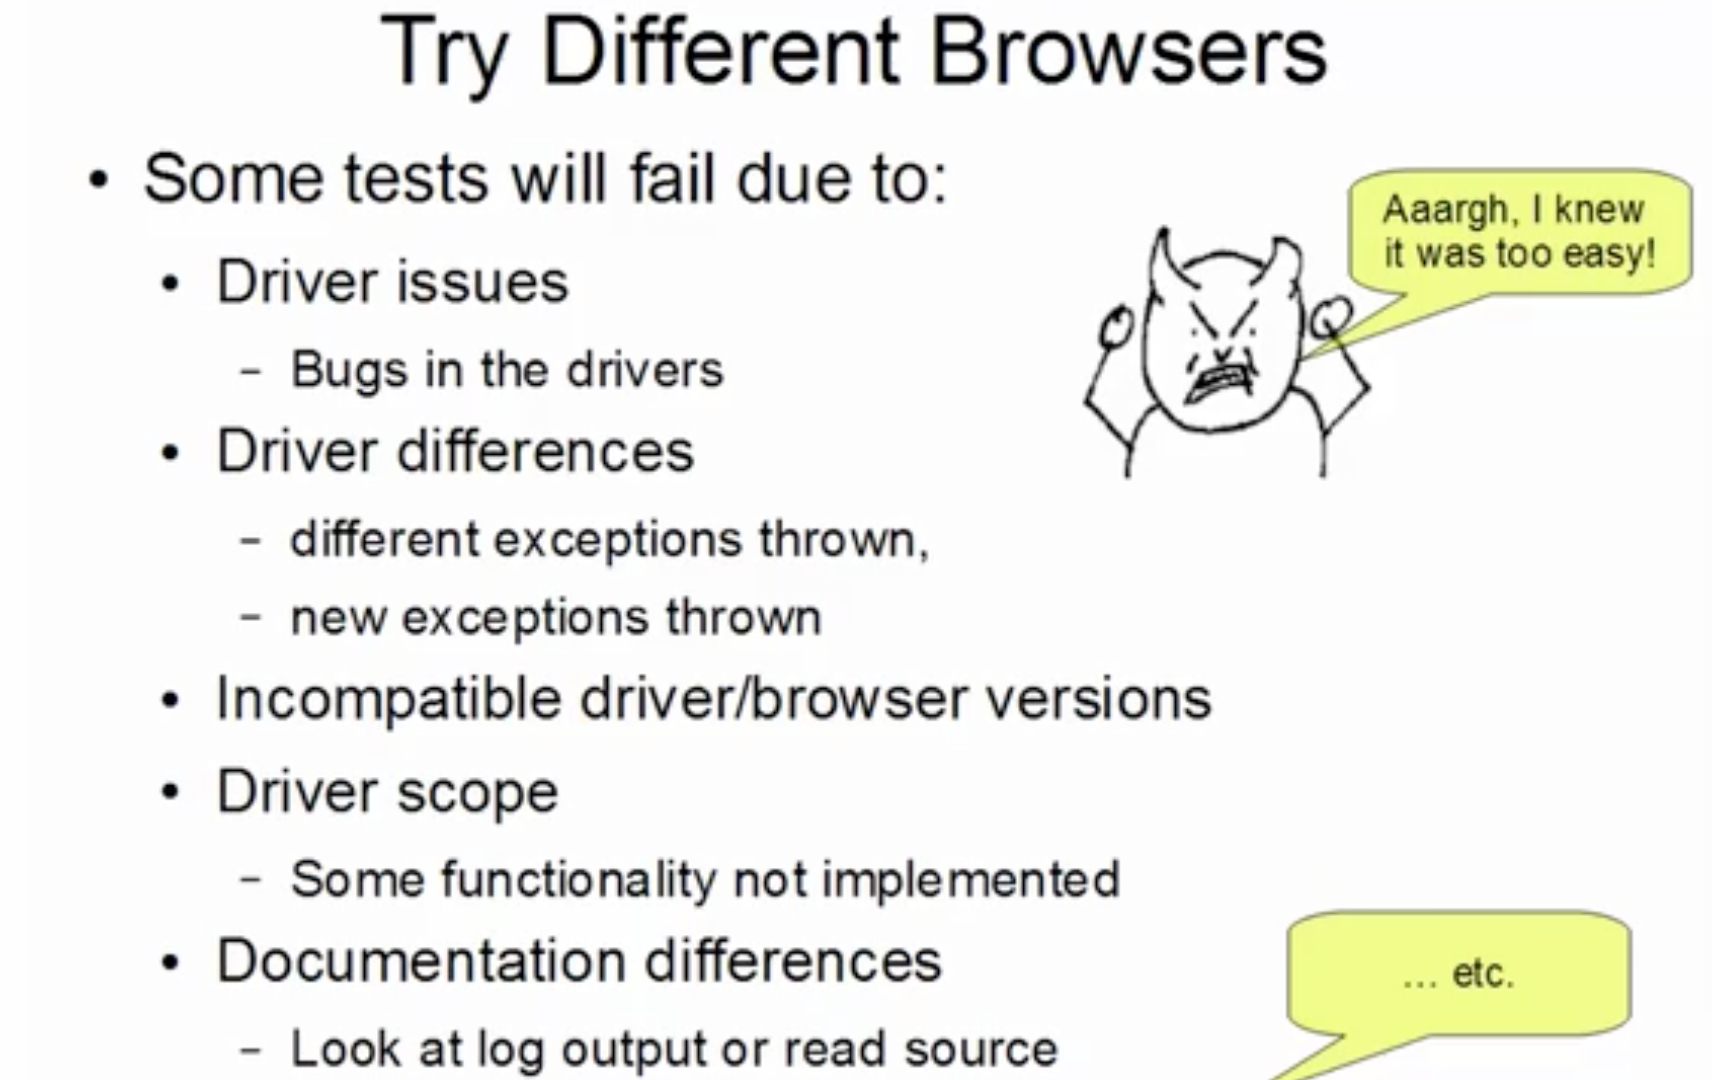 Try Different Browsers
• Some tests will fail due to:
• Driver issues
– Bugs in the drivers
• Driver differences
– different exceptions thrown,
– new exceptions thrown
• Incompatible driver/browser versions
• Driver scope
– Some functionality not implemented
• Documentation differences
– Look at log output or read source
Aaargh, I knew
it was too easy!
... etc.